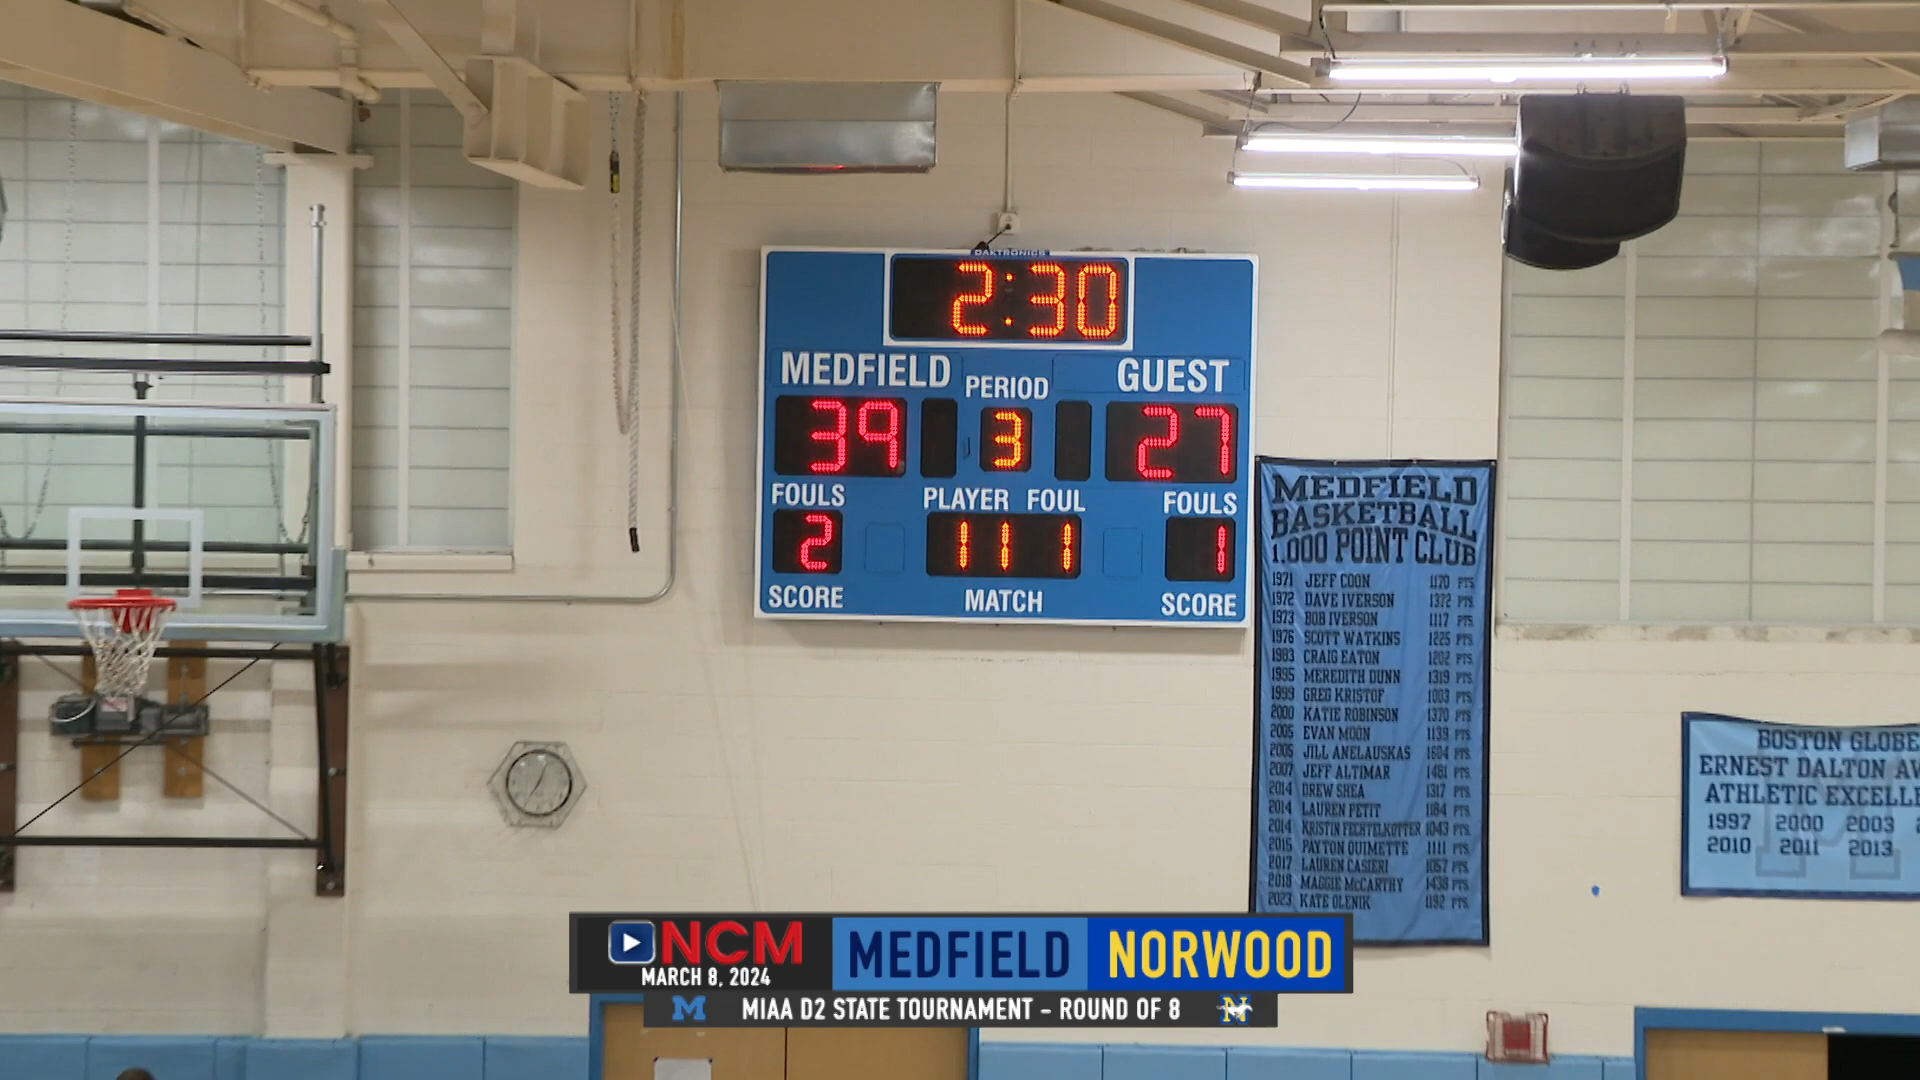 DAKTRONICS
2:30
MEDFIELD
PERIOD
GUEST
39
3
27
FOULS
PLAYER FOUL
FOULS
2
111
1
SCORE
MATCH
SCORE
MEDFIELD
BASKETBALL
1,000 POINT CLUB
1971 JEFF COON 1170 PTS.
1972 DAVE IVERSON 1372 PTS.
1973 BOB IVERSON 1117 PTS.
1976 SCOTT WATKINS 1225 PTS.
1983 CRAIG EATON 1202 PTS.
1995 MEREDITH DUNN 1319 PTS.
1999 GREG KRISTOF 1003 PTS.
2000 KATIE ROBINSON 1370 PTS.
2005 EVAN MOON 1139 PTS.
2005 JILL ANELAUSKAS 1604 PTS.
2007 JEFF ALTIMAR 1481 PTS.
2014 DREW SHEA 1317 PTS.
2014 LAUREN PETIT 1164 PTS.
2014 KRISTIN FECHTELKOTTER 1043 PTS.
2015 PAYTON OUIMETTE 1111 PTS.
2017 LAUREN CASIERI 1057 PTS.
2018 MAGGIE McCARTHY 1438 PTS.
2023 KATE OLENIK 1192 PTS.
BOSTON GLOBE
ERNEST DALTON AW
ATHLETIC EXCELLE
1997 2000 2003
2010 2011 2013
M
NCM
MARCH 8, 2024
MEDFIELD
NORWOOD
M
MIAA D2 STATE TOURNAMENT - ROUND OF 8
N